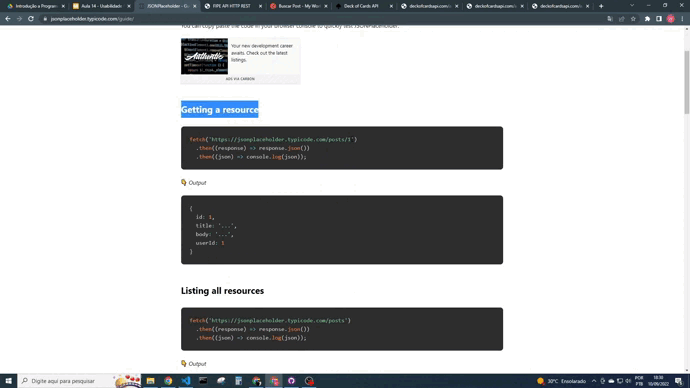 Introdução a Program
Aula 14 - Usabilidade
JSONPlaceholder - G
FIPE API HTTP REST
Buscar Post - My Wor
Deck of Cards API
deckofcardsapi.com/
deckofcardsapi.com/a
deckofcardsapi.com/a
jsonplaceholder.typicode.com/guide/
You can copy paste the code in your browser console to quickly test JSONPlaceholder.
Authentic
Your new development career
awaits. Check out the latest
listings.
ADS VIA CARBON
Getting a resource
fetch('https://jsonplaceholder.typicode.com/posts/1')
.then((response) => response.json())
.then((json) => console.log(json));
👇 Output
{
id: 1,
title: '...',
body: '...',
userId: 1
}
Listing all resources
fetch('https://jsonplaceholder.typicode.com/posts')
.then((response) => response.json())
.then((json) => console.log(json));
👇 Output
Digite aqui para pesquisar
30°C Ensolarado
POR
PTB
18:30
10/09/2022